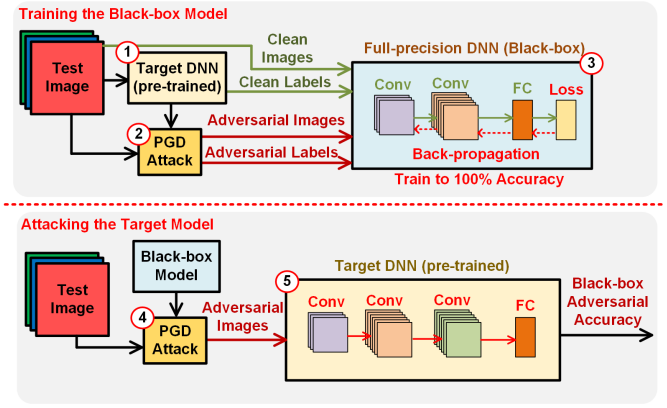 Training the Black-box Model
1
Test
Image
Target DNN
(pre-trained)
Clean
Images
Clean Labels
2
PGD
Attack
Adversarial Images
Adversarial Labels
Full-precision DNN (Black-box)
3
Conv
Conv
FC
Loss
Back-propagation
Train to 100% Accuracy
Attacking the Target Model
Test
Image
Black-box
Model
4
PGD
Attack
Adversarial
Images
5
Target DNN (pre-trained)
Conv
Conv
Conv
FC
Black-box
Adversarial
Accuracy